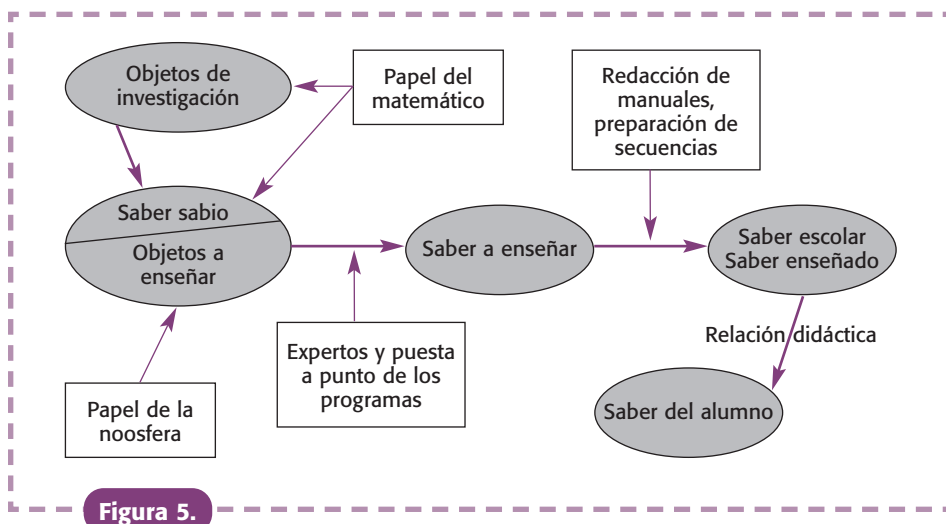 Objetos de
investigación
Papel del
matemático
Redacción de
manuales,
preparación de
secuencias
Saber sabio
Objetos a
enseñar
Saber a enseñar
Saber escolar
Saber enseñado
Relación didáctica
Expertos y puesta
a punto de los
programas
Papel de la
noosfera
Saber del alumno
Figura 5.